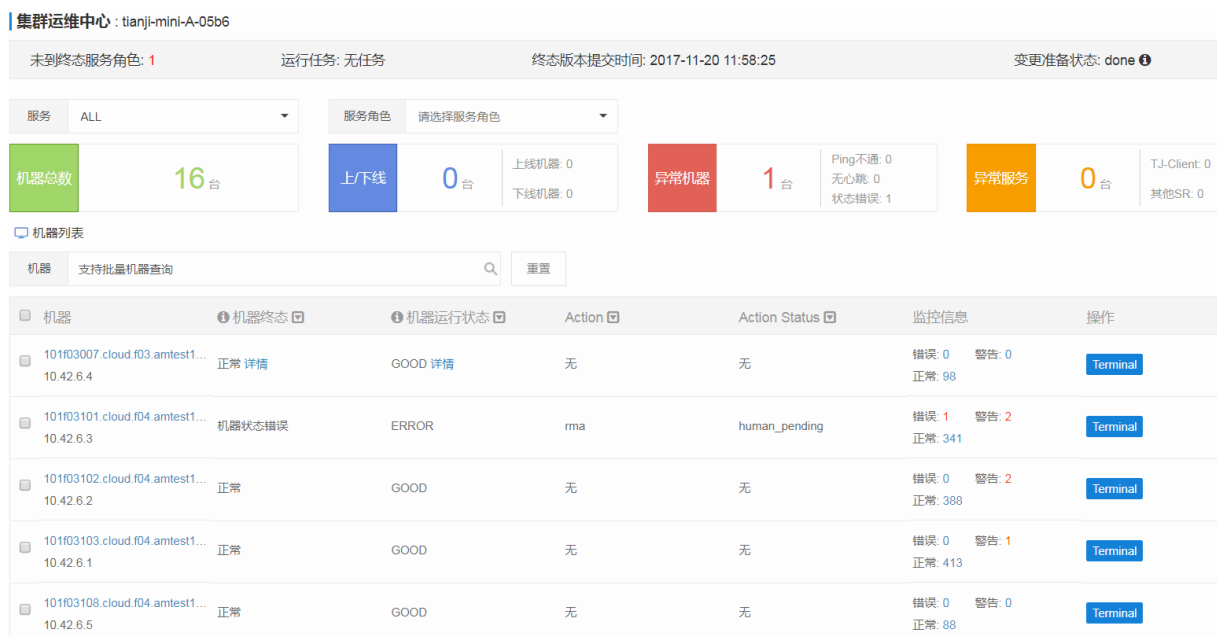 集群运维中心 : tianji-mini-A-05b6
未到终态服务角色: 1 运行任务: 无任务 终态版本提交时间: 2017-11-20 11:58:25 变更准备状态: done
服务 ALL 服务角色 请选择服务角色
机器总数 16 台 上/下线 0 台 上线机器: 0 下线机器: 0 异常机器 1 台 Ping不通: 0 无心跳: 0 状态错误: 1 异常服务 0 台 TJ-Client: 0 其他SR: 0
机器列表
机器 支持批量机器查询 重置
机器 机器终态 机器运行状态 Action Action Status 监控信息 操作
101f03007.cloud.f03.amtest1... 正常 详情 GOOD 详情 无 无 错误: 0 警告: 0 Terminal
10.42.6.4 正常: 98
101f03101.cloud.f04.amtest1... 机器状态错误 ERROR rma human_pending 错误: 1 警告: 2 Terminal
10.42.6.3 正常: 341
101f03102.cloud.f04.amtest1... 正常 GOOD 无 无 错误: 0 警告: 2 Terminal
10.42.6.2 正常: 388
101f03103.cloud.f04.amtest1... 正常 GOOD 无 无 错误: 0 警告: 1 Terminal
10.42.6.1 正常: 413
101f03108.cloud.f04.amtest1... 正常 GOOD 无 无 错误: 0 警告: 0 Terminal
10.42.6.5 正常: 88